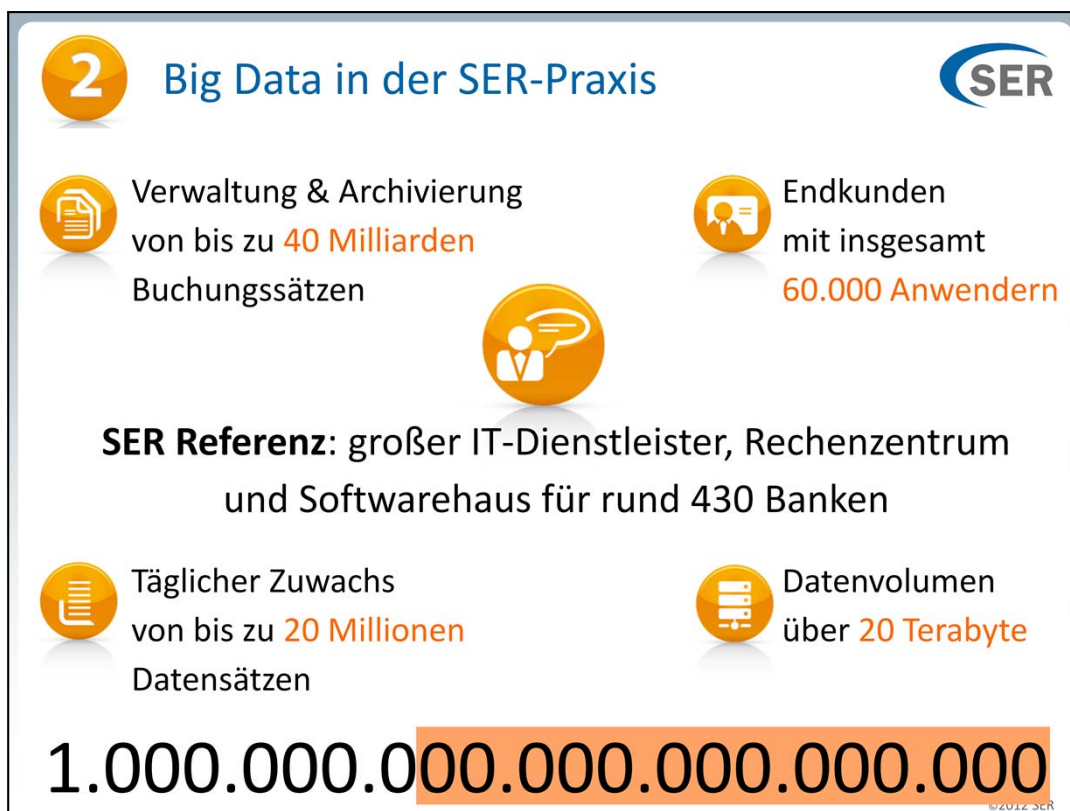 2
Big Data in der SER-Praxis
SER
Verwaltung & Archivierung
von bis zu 40 Milliarden
Buchungssätzen
Endkunden
mit insgesamt
60.000 Anwendern
SER Referenz: großer IT-Dienstleister, Rechenzentrum
und Softwarehaus für rund 430 Banken
Täglicher Zuwachs
von bis zu 20 Millionen
Datensätzen
Datenvolumen
über 20 Terabyte
1.000.000.000.000.000.000.000
©2012 SER